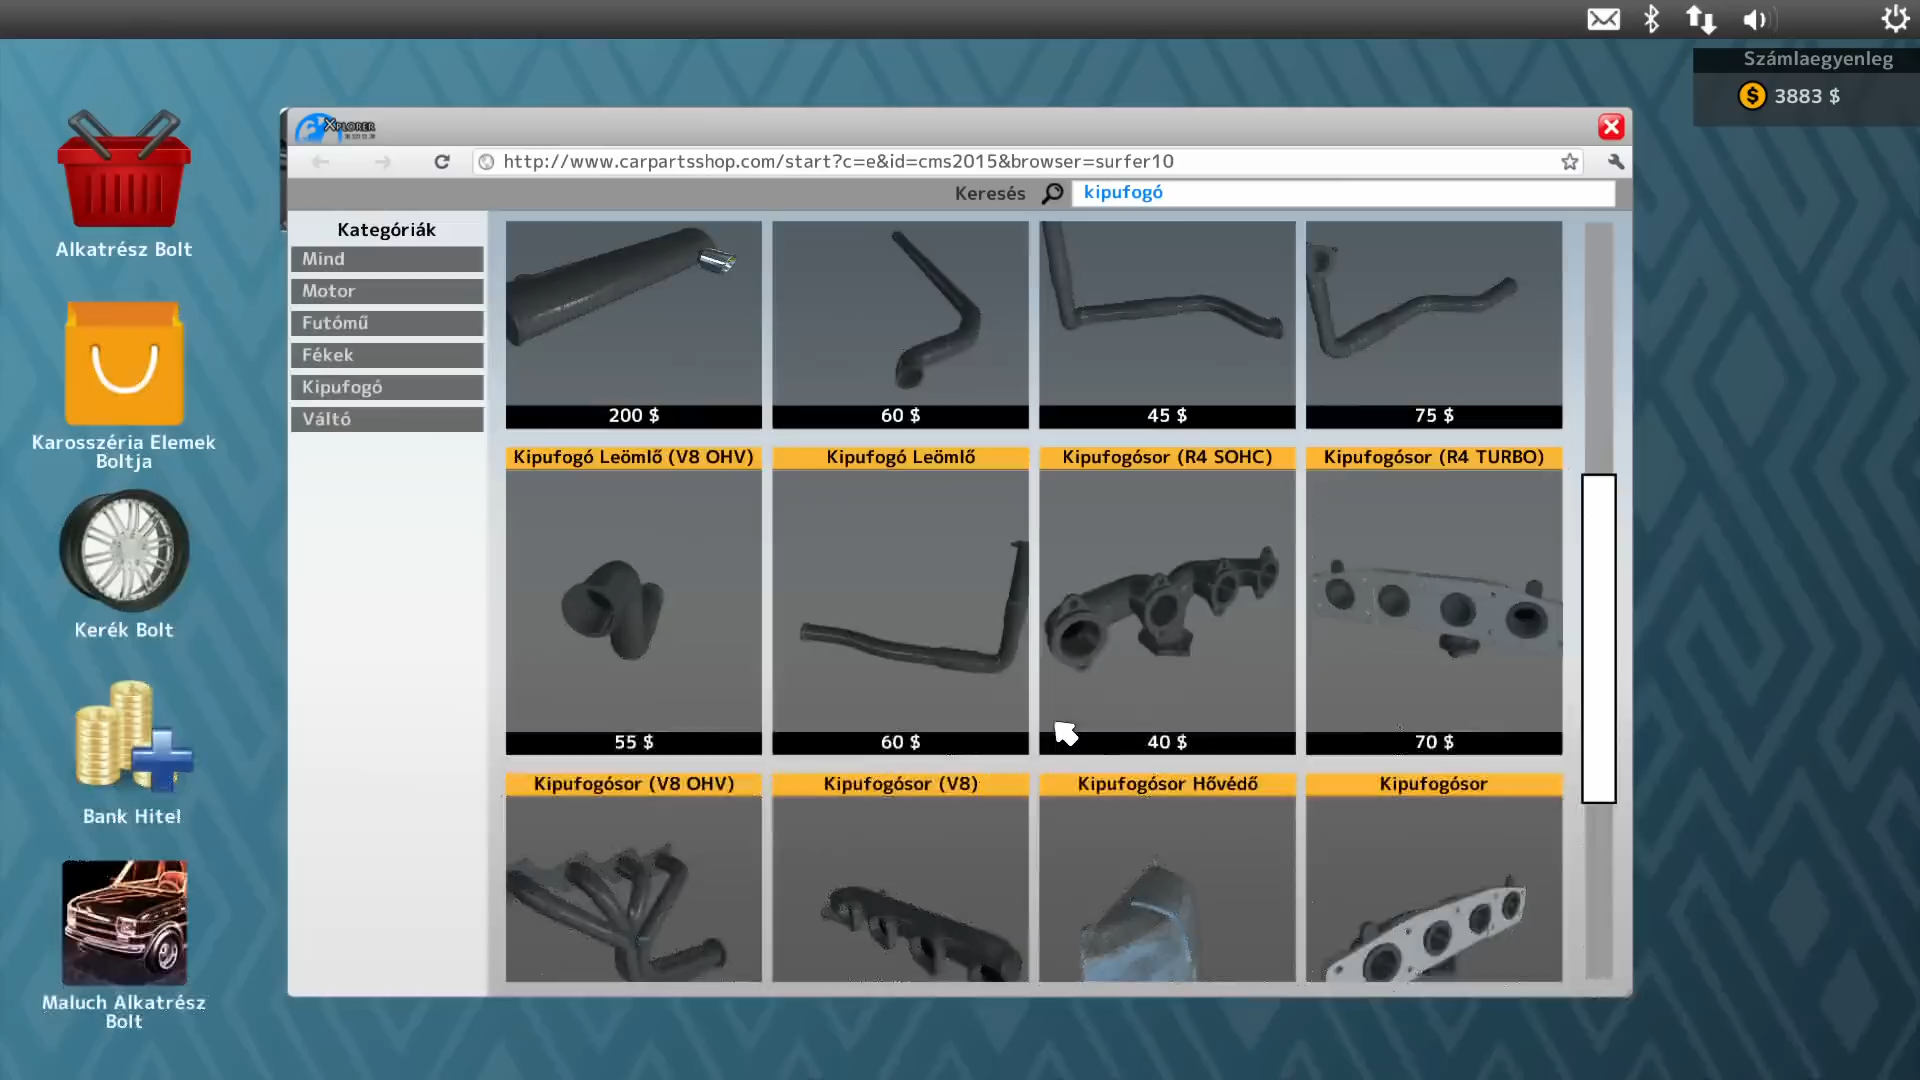 Számlaegyenleg
3883 $
XPLORER
http://www.carpartsshop.com/start?c=e&id=cms2015&browser=surfer10
Keresés
kipufogó
Kategóriák
Mind
Motor
Futómű
Fékek
Kipufogó
Váltó
Alkatrész Bolt
Karosszéria Elemek
Boltja
Kerék Bolt
Bank Hitel
Maluch Alkatrész
Bolt
200 $
60 $
45 $
75 $
Kipufogó Leömlő (V8 OHV)
Kipufogó Leömlő
Kipufogósor (R4 SOHC)
Kipufogósor (R4 TURBO)
55 $
60 $
40 $
70 $
Kipufogósor (V8 OHV)
Kipufogósor (V8)
Kipufogósor Hővédő
Kipufogósor